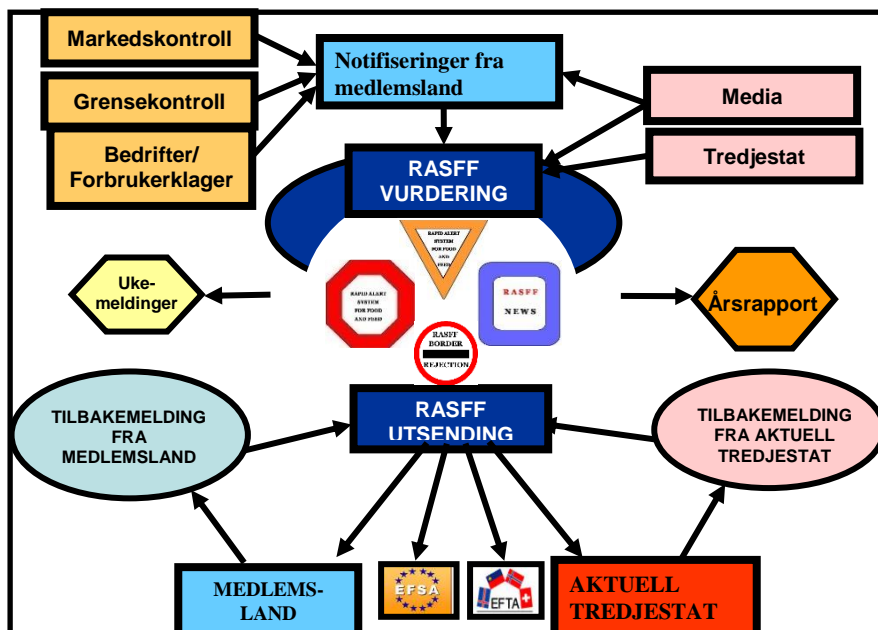 Markedskontroll
Notifiseringer fra
medlemsland
Grensekontroll
Media
Bedrifter/
Forbrukerklager
RASFF
VURDERING
Tredjestat
RAPID ALERT
SYSTEM
FOR FOOD
AND
FEED
Uke-
meldinger
RAPID ALERT
SYSTEM
FOR FOOD
AND FEED
RASFF
NEWS
Årsrapport
RASFF
BORDER
REJECTION
TILBAKEMELDING
FRA
MEDLEMSLAND
RASFF
UTSENDING
TILBAKEMELDING
FRA AKTUELL
TREDJESTAT
MEDLEMS-
LAND
EFSA
EFTA
AKTUELL
TREDJESTAT